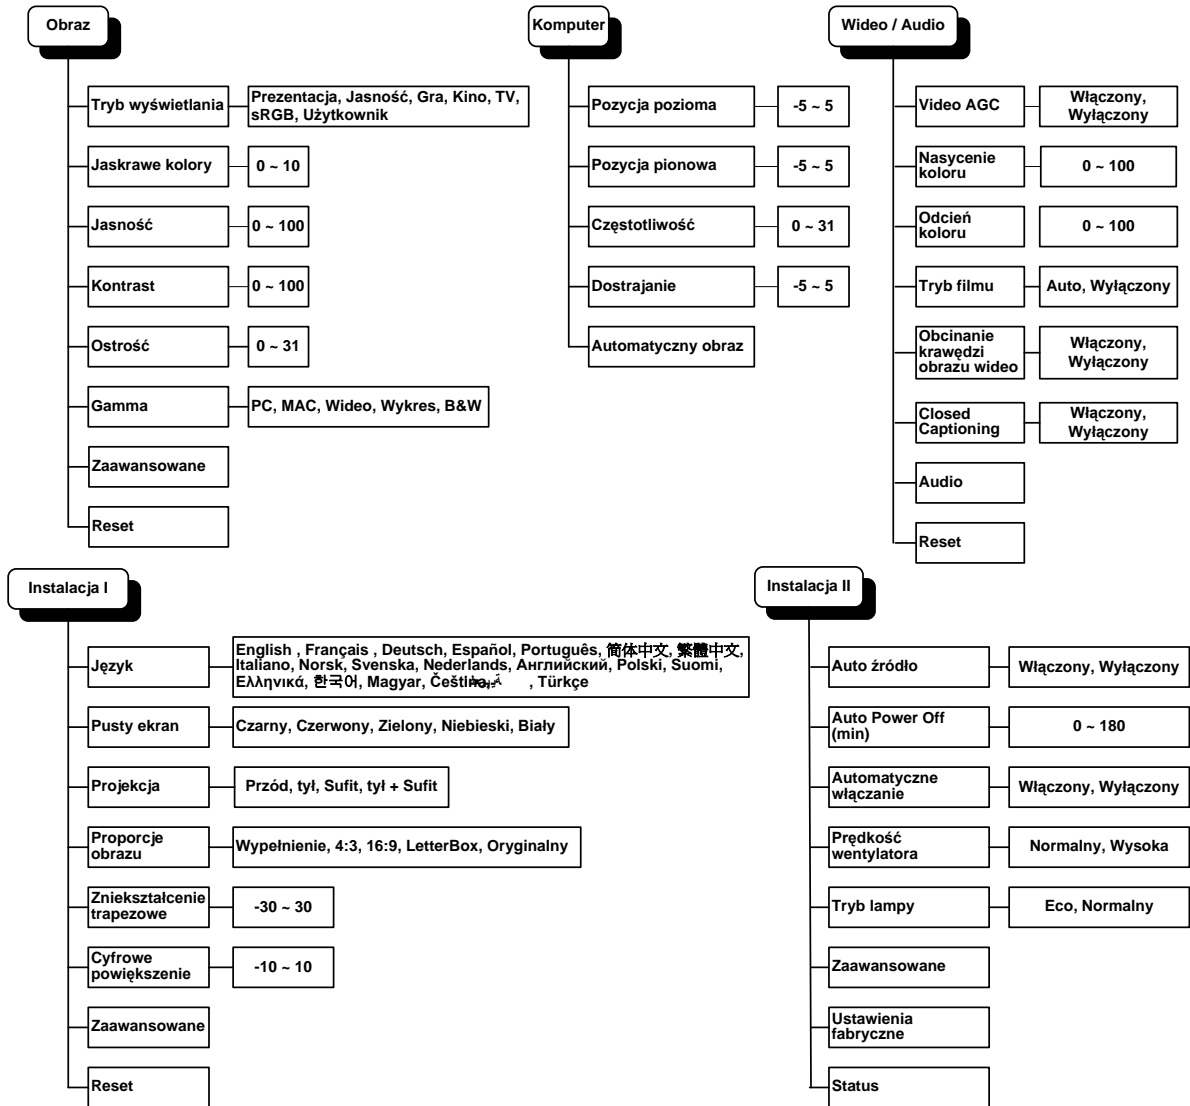 Obraz
Tryb wyświetlania
Prezentacja, Jasność, Gra, Kino, TV,
sRGB, Użytkownik
Jaskrawe kolory
0 ~ 10
Jasność
0 ~ 100
Kontrast
0 ~ 100
Ostrość
0 ~ 31
Gamma
PC, MAC, Wideo, Wykres, B&W
Zaawansowane
Reset
Komputer
Pozycja pozioma
-5 ~ 5
Pozycja pionowa
-5 ~ 5
Częstotliwość
0 ~ 31
Dostrajanie
-5 ~ 5
Automatyczny obraz
Wideo / Audio
Video AGC
Włączony,
Wyłączony
Nasycenie
koloru
0 ~ 100
Odcień
koloru
0 ~ 100
Tryb filmu
Auto, Wyłączony
Obcinanie
krawędzi
obrazu wideo
Włączony,
Wyłączony
Closed
Captioning
Włączony,
Wyłączony
Audio
Reset
Instalacja I
Język
English , Français , Deutsch, Español, Português, 简体中文, 繁體中文,
Italiano, Norsk, Svenska, Nederlands, Английский, Polski, Suomi,
Ελληνικά, 한국어, Magyar, Čeština, , Türkçe
Pusty ekran
Czarny, Czerwony, Zielony, Niebieski, Biały
Projekcja
Przód, tył, Sufit, tył + Sufit
Proporcje
obrazu
Wypełnienie, 4:3, 16:9, LetterBox, Oryginalny
Zniekształcenie
trapezowe
-30 ~ 30
Cyfrowe
powiększenie
-10 ~ 10
Zaawansowane
Reset
Instalacja II
Auto źródło
Włączony, Wyłączony
Auto Power Off
(min)
0 ~ 180
Automatyczne
włączanie
Włączony, Wyłączony
Prędkość
wentylatora
Normalny, Wysoka
Tryb lampy
Eco, Normalny
Zaawansowane
Ustawienia
fabryczne
Status